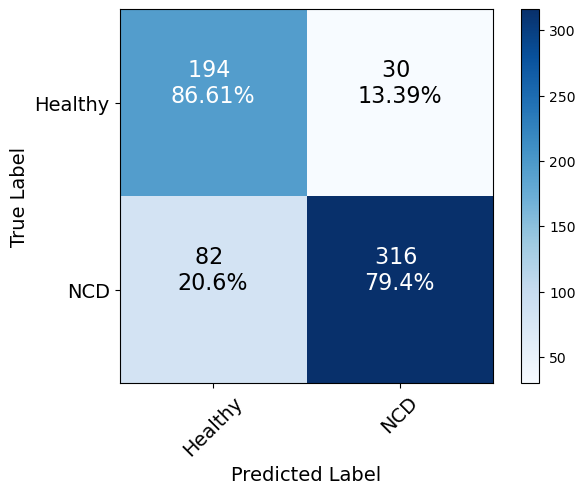 True Label
Healthy
NCD
194
86.61%
30
13.39%
82
20.6%
316
79.4%
Healthy
NCD
Predicted Label
300
250
200
150
100
50